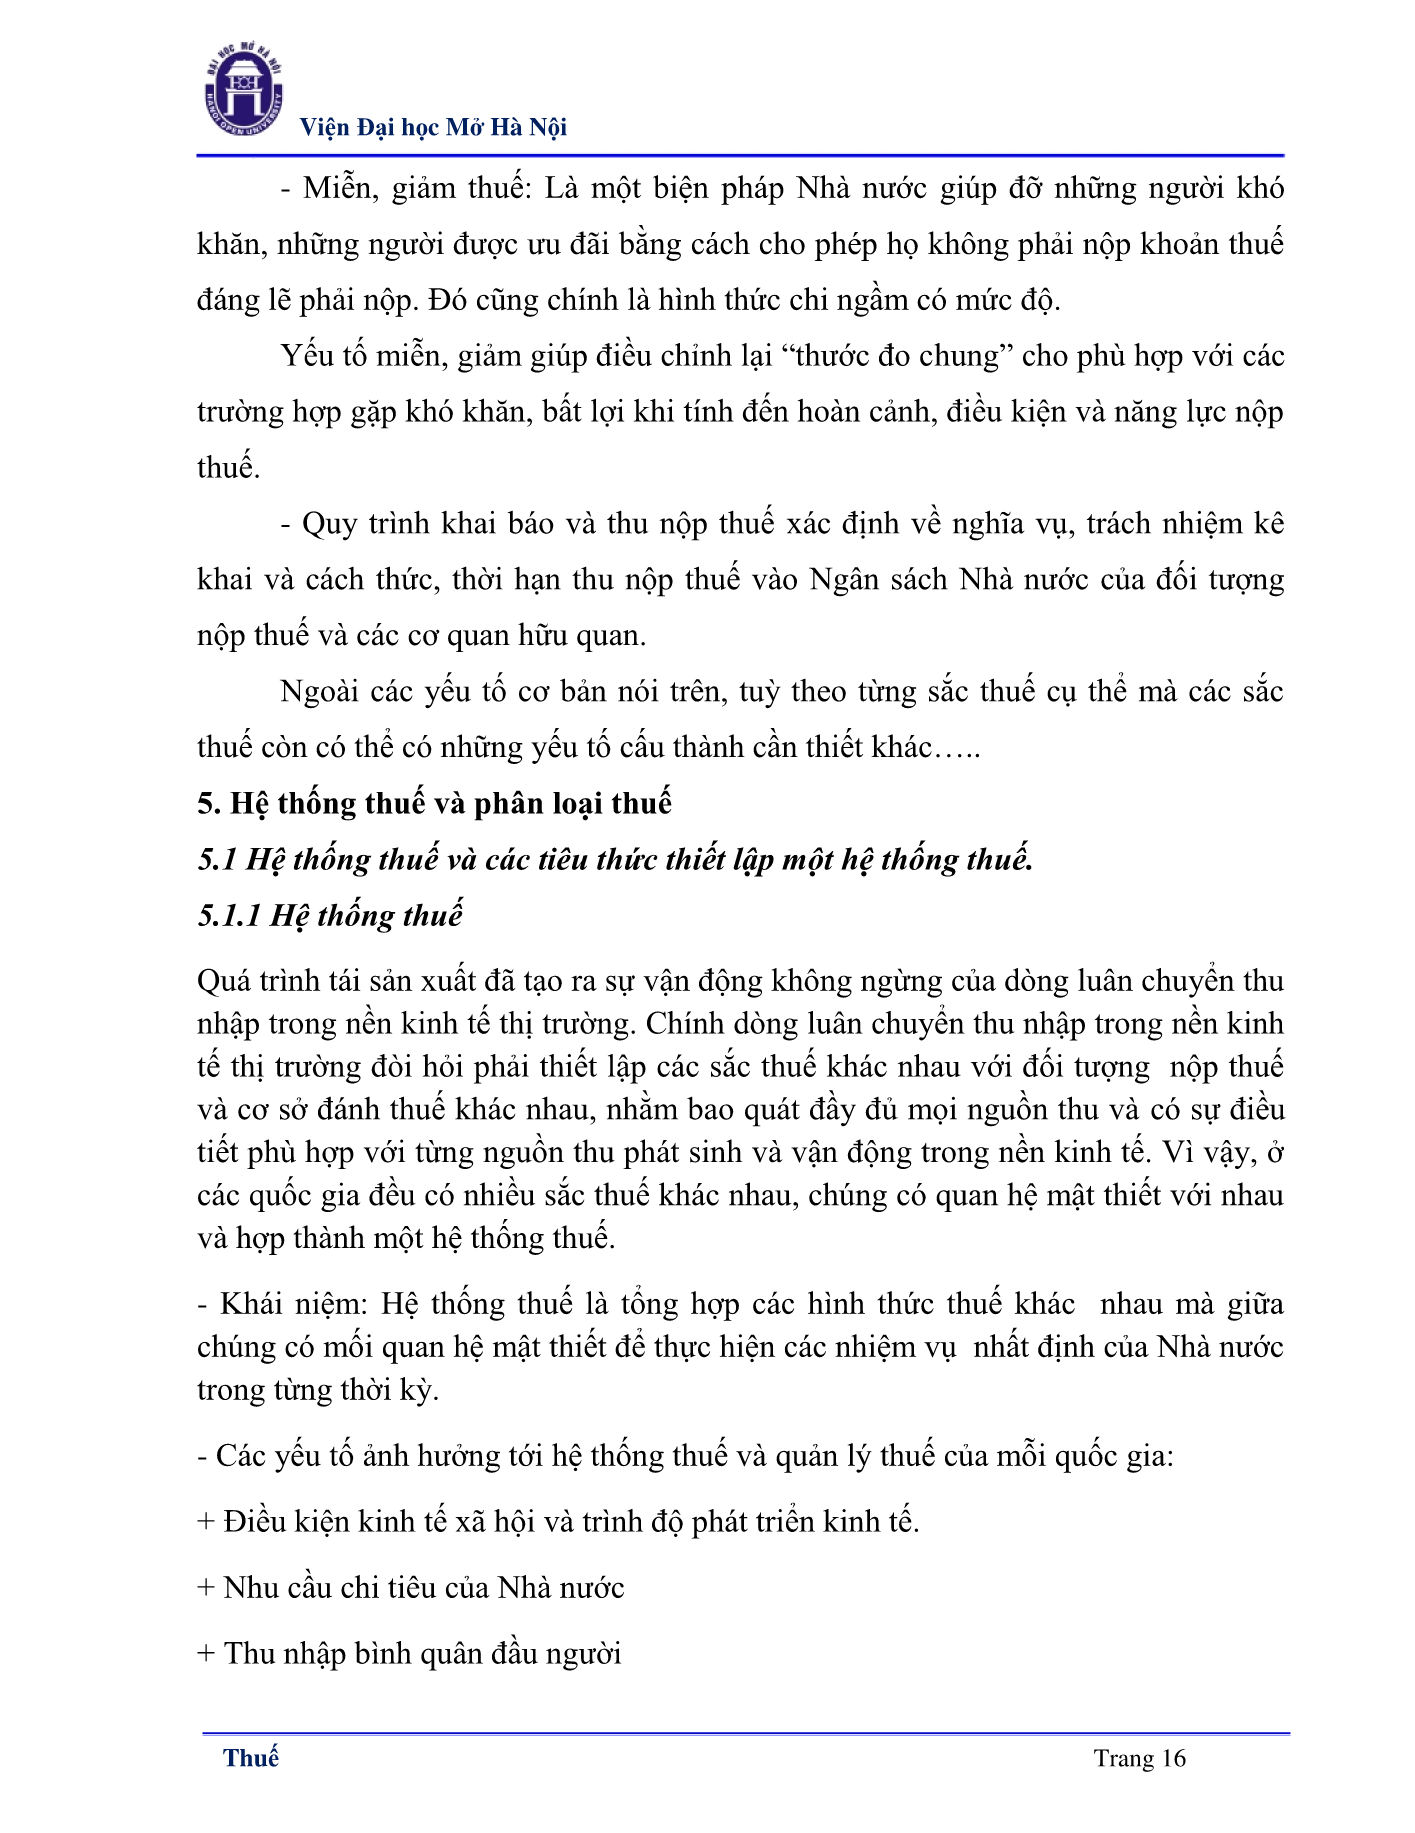 ĐẠI HỌC MỞ HÀ NỘI
HANOI OPEN UNIVERSITY
Viện Đại học Mở Hà Nội
- Miễn, giảm thuế: Là một biện pháp Nhà nước giúp đỡ những người khó
khăn, những người được ưu đãi bằng cách cho phép họ không phải nộp khoản thuế
đáng lẽ phải nộp. Đó cũng chính là hình thức chi ngầm có mức độ.
Yếu tố miễn, giảm giúp điều chỉnh lại “thước đo chung” cho phù hợp với các
trường hợp gặp khó khăn, bất lợi khi tính đến hoàn cảnh, điều kiện và năng lực nộp
thuế.
- Quy trình khai báo và thu nộp thuế xác định về nghĩa vụ, trách nhiệm kê
khai và cách thức, thời hạn thu nộp thuế vào Ngân sách Nhà nước của đối tượng
nộp thuế và các cơ quan hữu quan.
Ngoài các yếu tố cơ bản nói trên, tuỳ theo từng sắc thuế cụ thể mà các sắc
thuế còn có thể có những yếu tố cấu thành cần thiết khác…..
5. Hệ thống thuế và phân loại thuế
5.1 Hệ thống thuế và các tiêu thức thiết lập một hệ thống thuế.
5.1.1 Hệ thống thuế
Quá trình tái sản xuất đã tạo ra sự vận động không ngừng của dòng luân chuyển thu
nhập trong nền kinh tế thị trường. Chính dòng luân chuyển thu nhập trong nền kinh
tế thị trường đòi hỏi phải thiết lập các sắc thuế khác nhau với đối tượng  nộp thuế
và cơ sở đánh thuế khác nhau, nhằm bao quát đầy đủ mọi nguồn thu và có sự điều
tiết phù hợp với từng nguồn thu phát sinh và vận động trong nền kinh tế. Vì vậy, ở
các quốc gia đều có nhiều sắc thuế khác nhau, chúng có quan hệ mật thiết với nhau
và hợp thành một hệ thống thuế.
- Khái niệm: Hệ thống thuế là tổng hợp các hình thức thuế khác  nhau mà giữa
chúng có mối quan hệ mật thiết để thực hiện các nhiệm vụ  nhất định của Nhà nước
trong từng thời kỳ.
- Các yếu tố ảnh hưởng tới hệ thống thuế và quản lý thuế của mỗi quốc gia:
+ Điều kiện kinh tế xã hội và trình độ phát triển kinh tế.
+ Nhu cầu chi tiêu của Nhà nước
+ Thu nhập bình quân đầu người
Thuế Trang 16